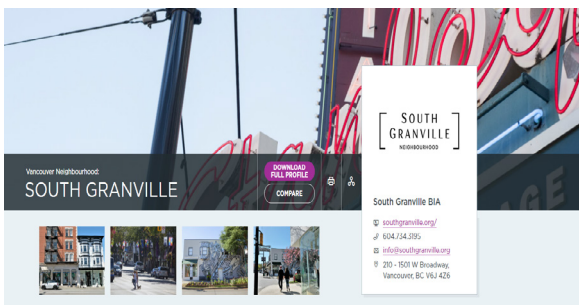 Vancouver Neighbourhood:
SOUTH GRANVILLE
DOWNLOAD
FULL PROFILE
COMPARE
SOUTH
GRANVILLE
NEIGHBOURHOOD
South Granville BIA
southgranville.org/
604.734.3195
info@southgranville.org
210 - 1501 W Broadway,
Vancouver, BC V6J 4Z6